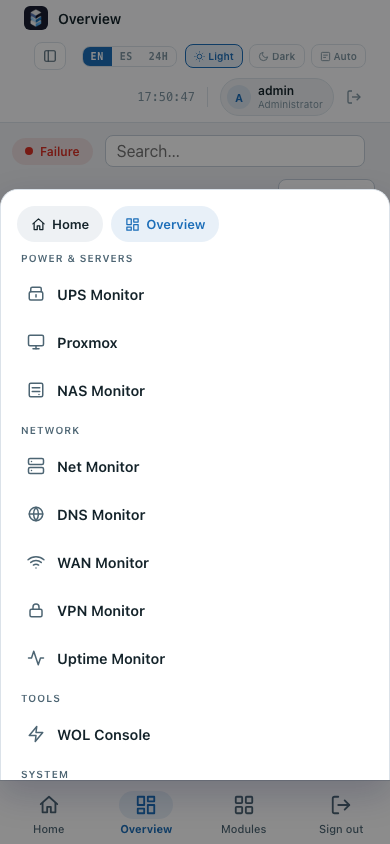 Overview
EN ES 24H Light Dark Auto
17:50:47 A admin
Administrator
Failure Search...
Home Overview
POWER & SERVERS
UPS Monitor
Proxmox
NAS Monitor
NETWORK
Net Monitor
DNS Monitor
WAN Monitor
VPN Monitor
Uptime Monitor
TOOLS
WOL Console
SYSTEM
Home Overview Modules Sign out